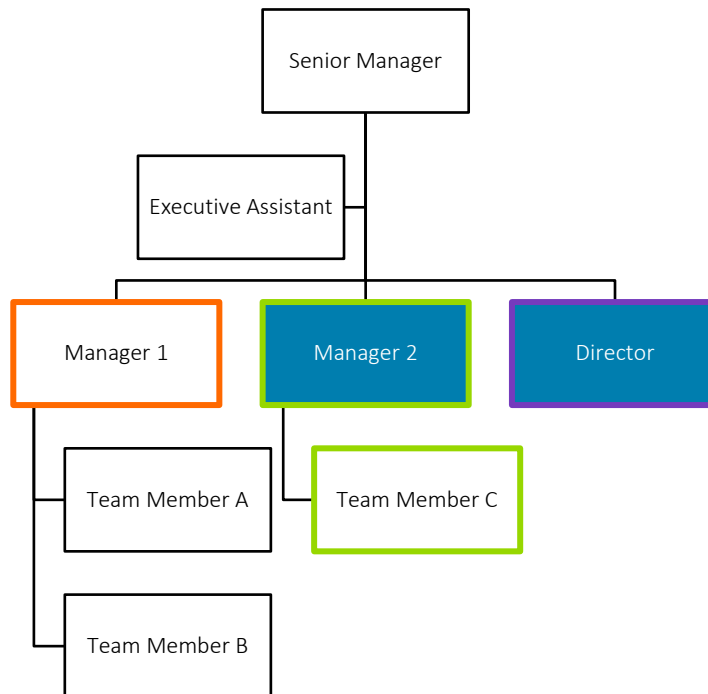 Senior Manager
Executive Assistant
Manager 1
Manager 2
Director
Team Member A
Team Member C
Team Member B